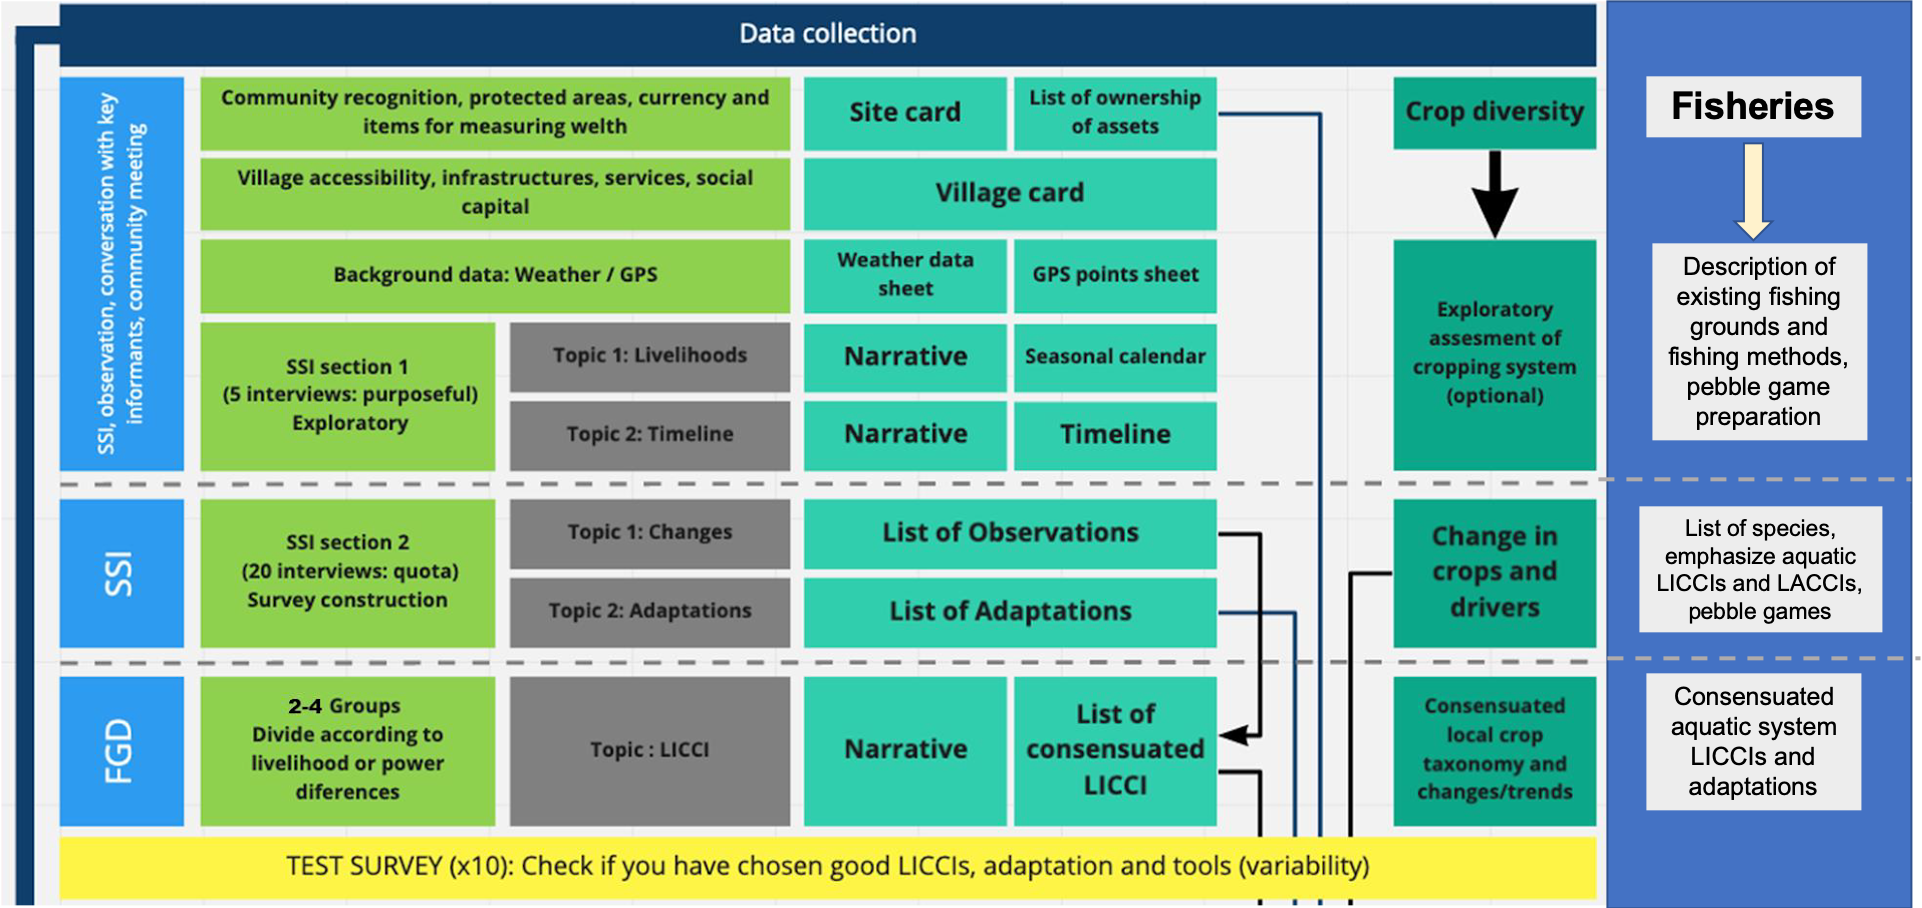 Data collection
SSI, observation, conversation with key
informants, community meeting
Community recognition, protected areas, currency and
items for measuring welth
Site card
List of ownership
of assets
Village accessibility, infrastructures, services, social
capital
Village card
Background data: Weather / GPS
Weather data
sheet
GPS points sheet
SSI section 1
(5 interviews: purposeful)
Exploratory
Topic 1: Livelihoods
Narrative
Seasonal calendar
Topic 2: Timeline
Narrative
Timeline
Crop diversity
Exploratory
assesment of
cropping system
(optional)
Fisheries
Description of
existing fishing
grounds and
fishing methods,
pebble game
preparation
SSI
SSI section 2
(20 interviews: quota)
Survey construction
Topic 1: Changes
List of Observations
Topic 2: Adaptations
List of Adaptations
Change in
crops and
drivers
List of species,
emphasize aquatic
LICCIs and LACCIs,
pebble games
FGD
2-4 Groups
Divide according to
livelihood or power
diferences
Topic : LICCI
Narrative
List of
consensuated
LICCI
Consensuated
local crop
taxonomy and
changes/trends
Consensuated
aquatic system
LICCIs and
adaptations
TEST SURVEY (x10): Check if you have chosen good LICCIs, adaptation and tools (variability)